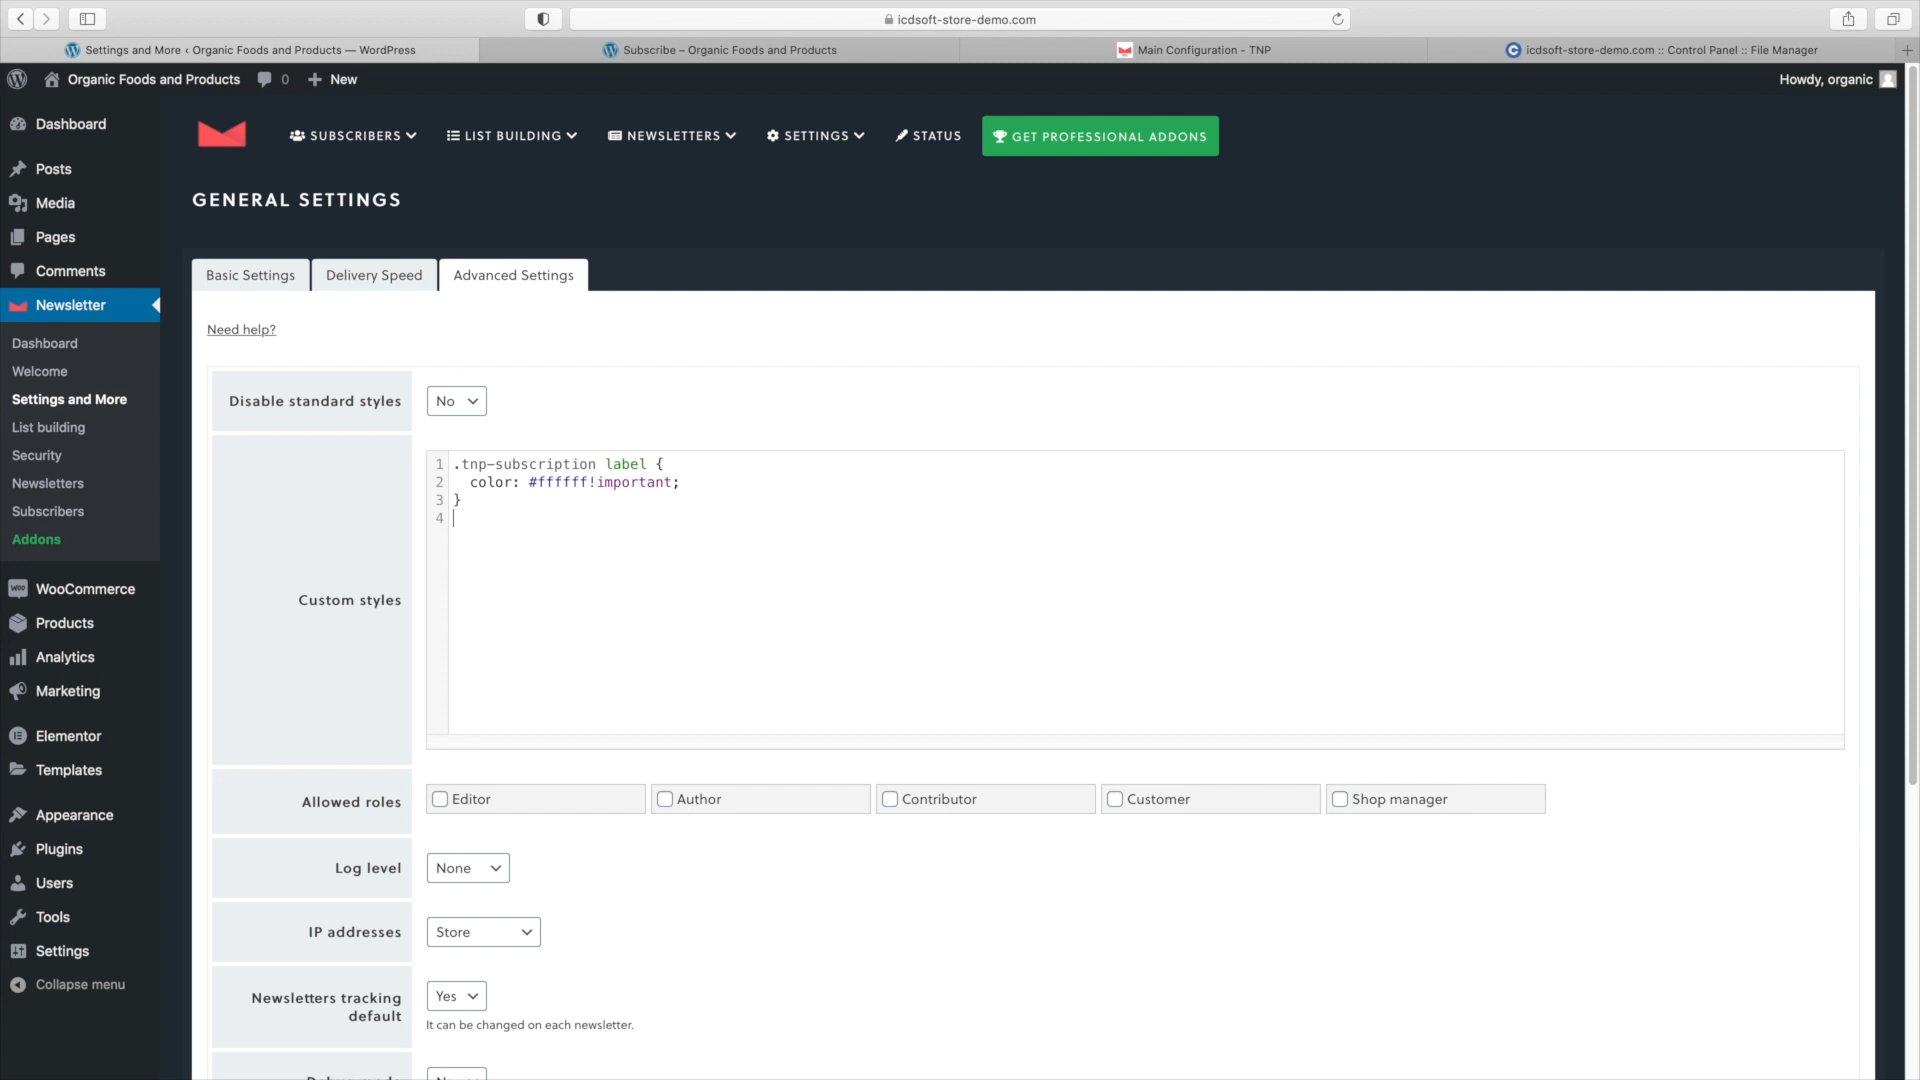 icdsoft-store-demo.com
Settings and More ‹ Organic Foods and Products — WordPress
Subscribe – Organic Foods and Products
Main Configuration - TNP
icdsoft-store-demo.com :: Control Panel :: File Manager
Organic Foods and Products
0
New
Howdy, organic
Dashboard
Posts
Media
Pages
Comments
Newsletter
Dashboard
Welcome
Settings and More
List building
Security
Newsletters
Subscribers
Addons
WooCommerce
Products
Analytics
Marketing
Elementor
Templates
Appearance
Plugins
Users
Tools
Settings
Collapse menu
SUBSCRIBERS
LIST BUILDING
NEWSLETTERS
SETTINGS
STATUS
GET PROFESSIONAL ADDONS
GENERAL SETTINGS
Basic Settings
Delivery Speed
Advanced Settings
Need help?
Disable standard styles
No
Custom styles
1 .tnp-subscription label {
2 color: #ffffff!important;
3 }
4
Allowed roles
Editor
Author
Contributor
Customer
Shop manager
Log level
None
IP addresses
Store
Newsletters tracking
default
Yes
It can be changed on each newsletter.